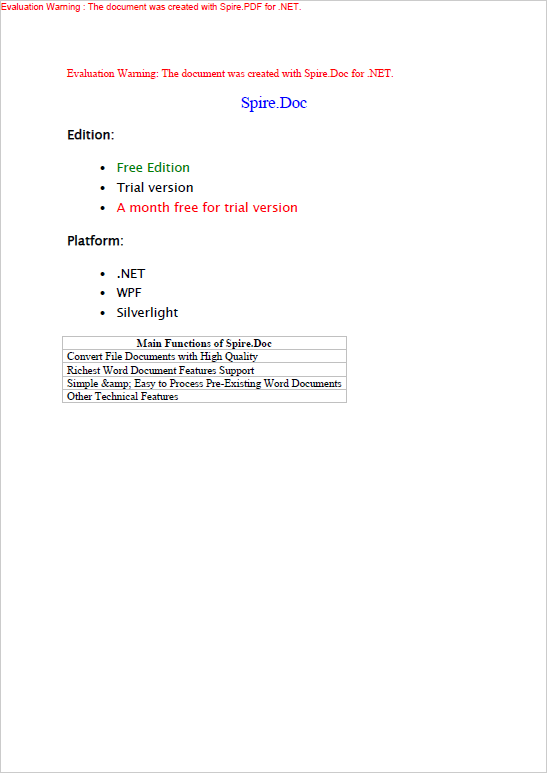 Evaluation Warning : The document was created with Spire.PDF for .NET.
Evaluation Warning: The document was created with Spire.Doc for .NET.
Spire.Doc
Edition:
• Free Edition
• Trial version
• A month free for trial version
Platform:
• .NET
• WPF
• Silverlight
Main Functions of Spire.Doc
Convert File Documents with High Quality
Richest Word Document Features Support
Simple &amp; Easy to Process Pre-Existing Word Documents
Other Technical Features